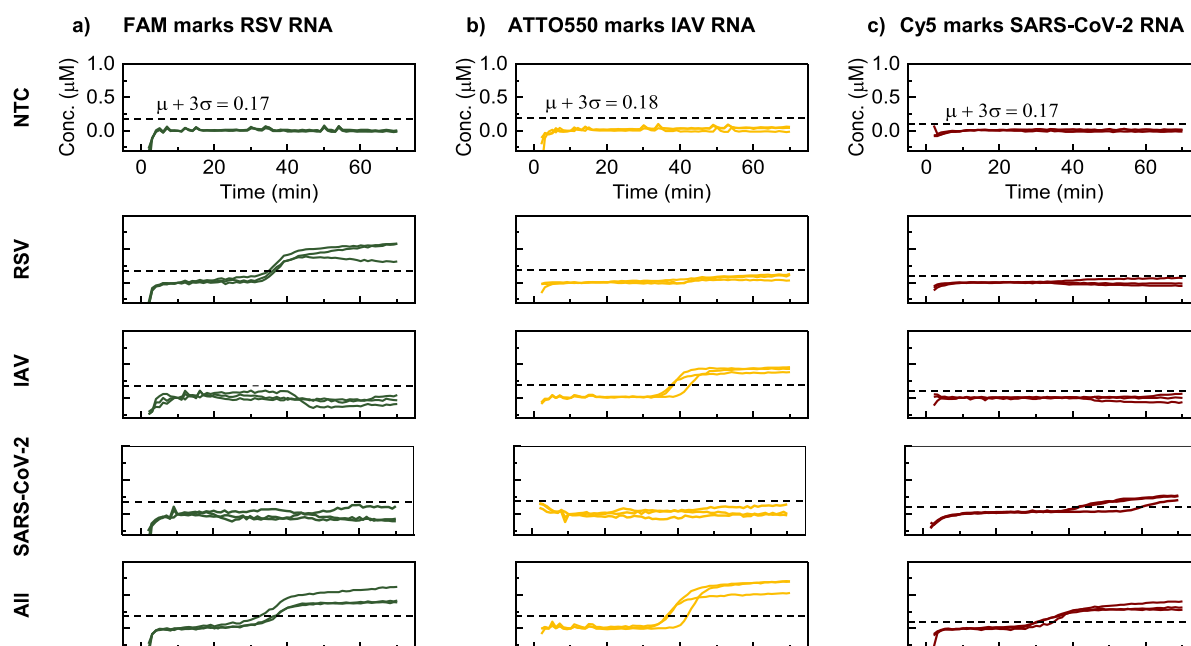 a) FAM marks RSV RNA
b) ATTO550 marks IAV RNA
c) Cy5 marks SARS-CoV-2 RNA
NTC
Conc. (μM)
1.0
0.5
0.0
μ + 3σ = 0.17
0 20 40 60
Time (min)
Conc. (μM)
1.0
0.5
0.0
μ + 3σ = 0.18
0 20 40 60
Time (min)
Conc. (μM)
1.0
0.5
0.0
μ + 3σ = 0.17
0 20 40 60
Time (min)
RSV
IAV
SARS-CoV-2
All